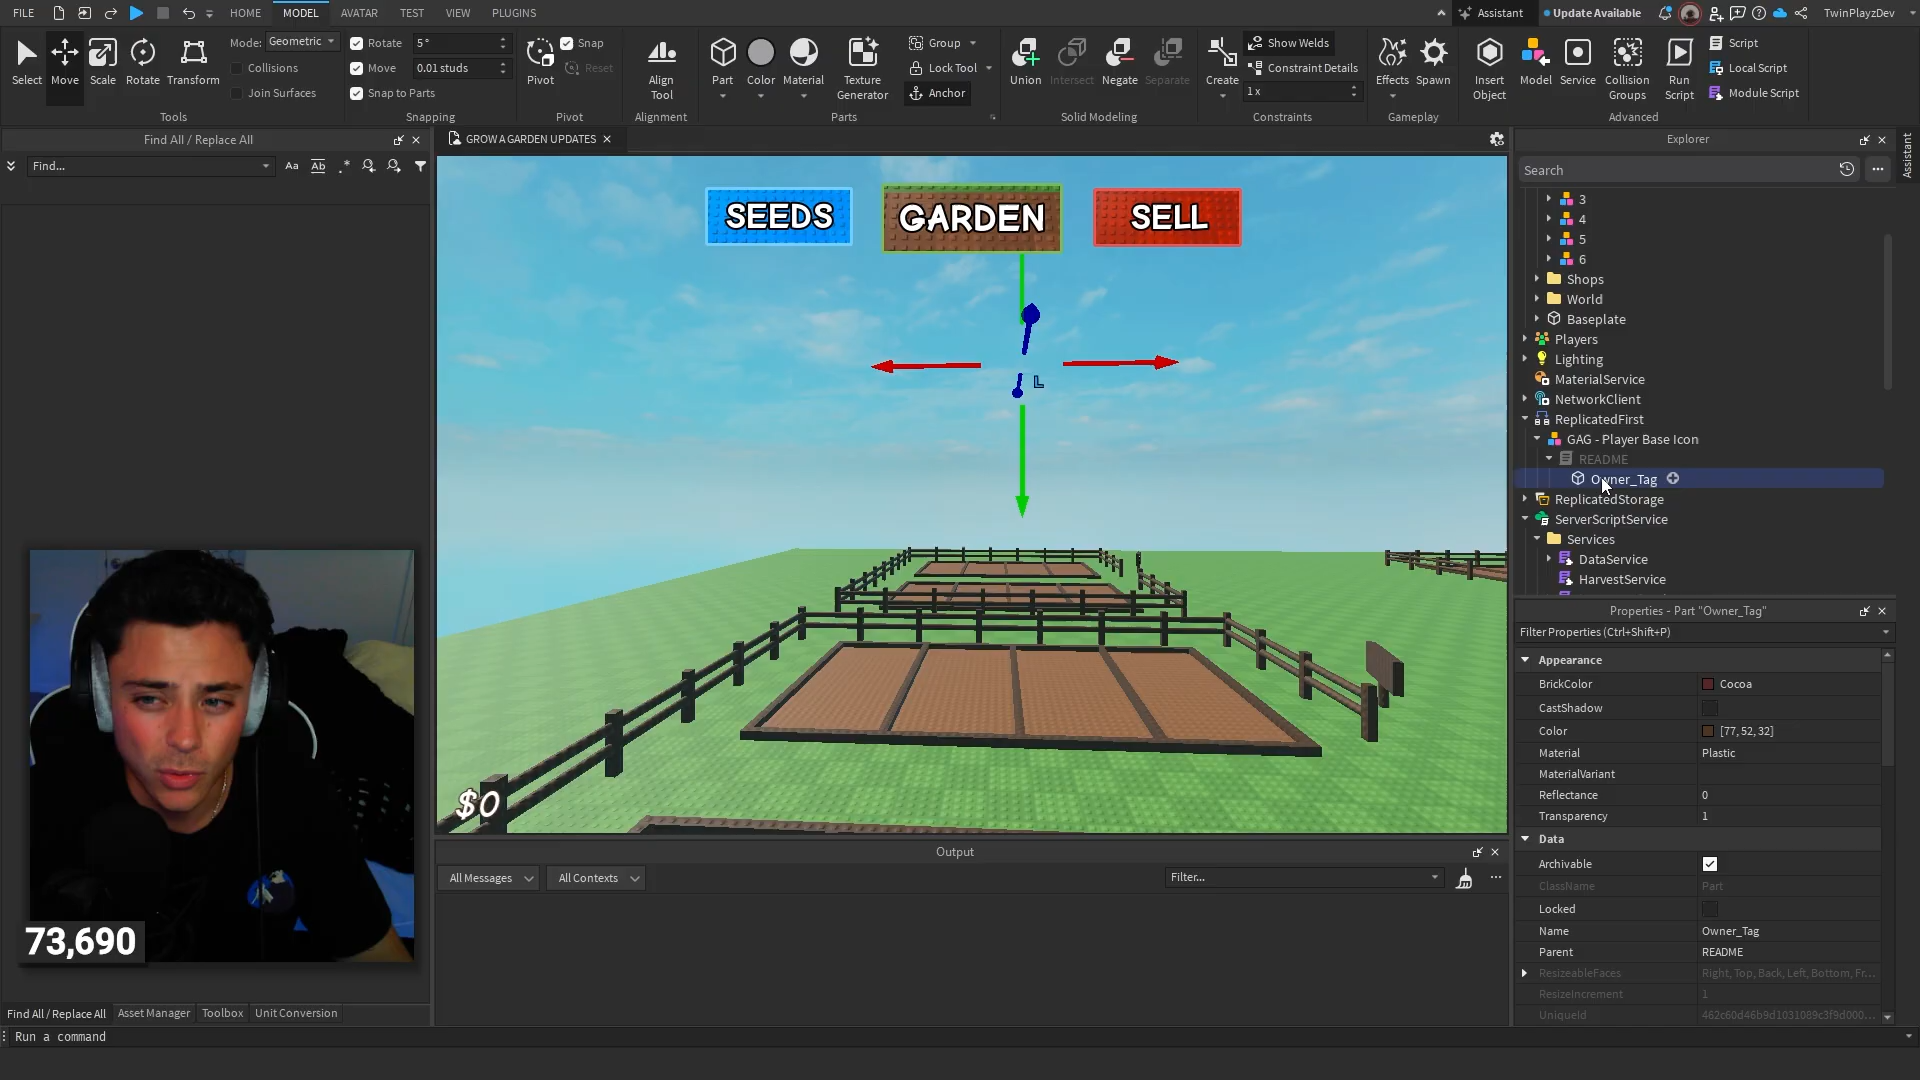 FILE
HOME
MODEL
AVATAR
TEST
VIEW
PLUGINS
Assistant
Update Available
TwinPlayzDev
Select
Move
Scale
Rotate
Transform
Mode:
Geometric
Collisions
Join Surfaces
Tools
Rotate
5 °
Move
0.01 studs
Snap to Parts
Snapping
Pivot
Snap
Reset
Pivot
Align
Tool
Alignment
Part
Color
Material
Texture
Generator
Group
Lock Tool
Anchor
Parts
Union
Intersect
Negate
Separate
Solid Modeling
Create
Show Welds
Constraint Details
1 x
Constraints
Effects
Spawn
Gameplay
Insert
Object
Model
Service
Collision
Groups
Run
Script
Script
Local Script
Module Script
Advanced
Find All / Replace All
Find...
Aa
Ab
.*
GROW A GARDEN UPDATES
SEEDS
GARDEN
SELL
L
$0
73,690
Output
All Messages
All Contexts
Filter...
Find All / Replace All
Asset Manager
Toolbox
Unit Conversion
Run a command
Explorer
Assistant
Search
3
4
5
6
Shops
World
Baseplate
Players
Lighting
MaterialService
NetworkClient
ReplicatedFirst
GAG - Player Base Icon
README
Owner_Tag
ReplicatedStorage
ServerScriptService
Services
DataService
HarvestService
Properties - Part "Owner_Tag"
Filter Properties (Ctrl+Shift+P)
Appearance
BrickColor
Cocoa
CastShadow
Color
[77, 52, 32]
Material
Plastic
MaterialVariant
Reflectance
0
Transparency
1
Data
Archivable
ClassName
Part
Locked
Name
Owner_Tag
Parent
README
ResizeableFaces
Right, Top, Back, Left, Bottom, Fr...
ResizeIncrement
1
UniqueId
462c60d46b9d1031089c3f9d000...